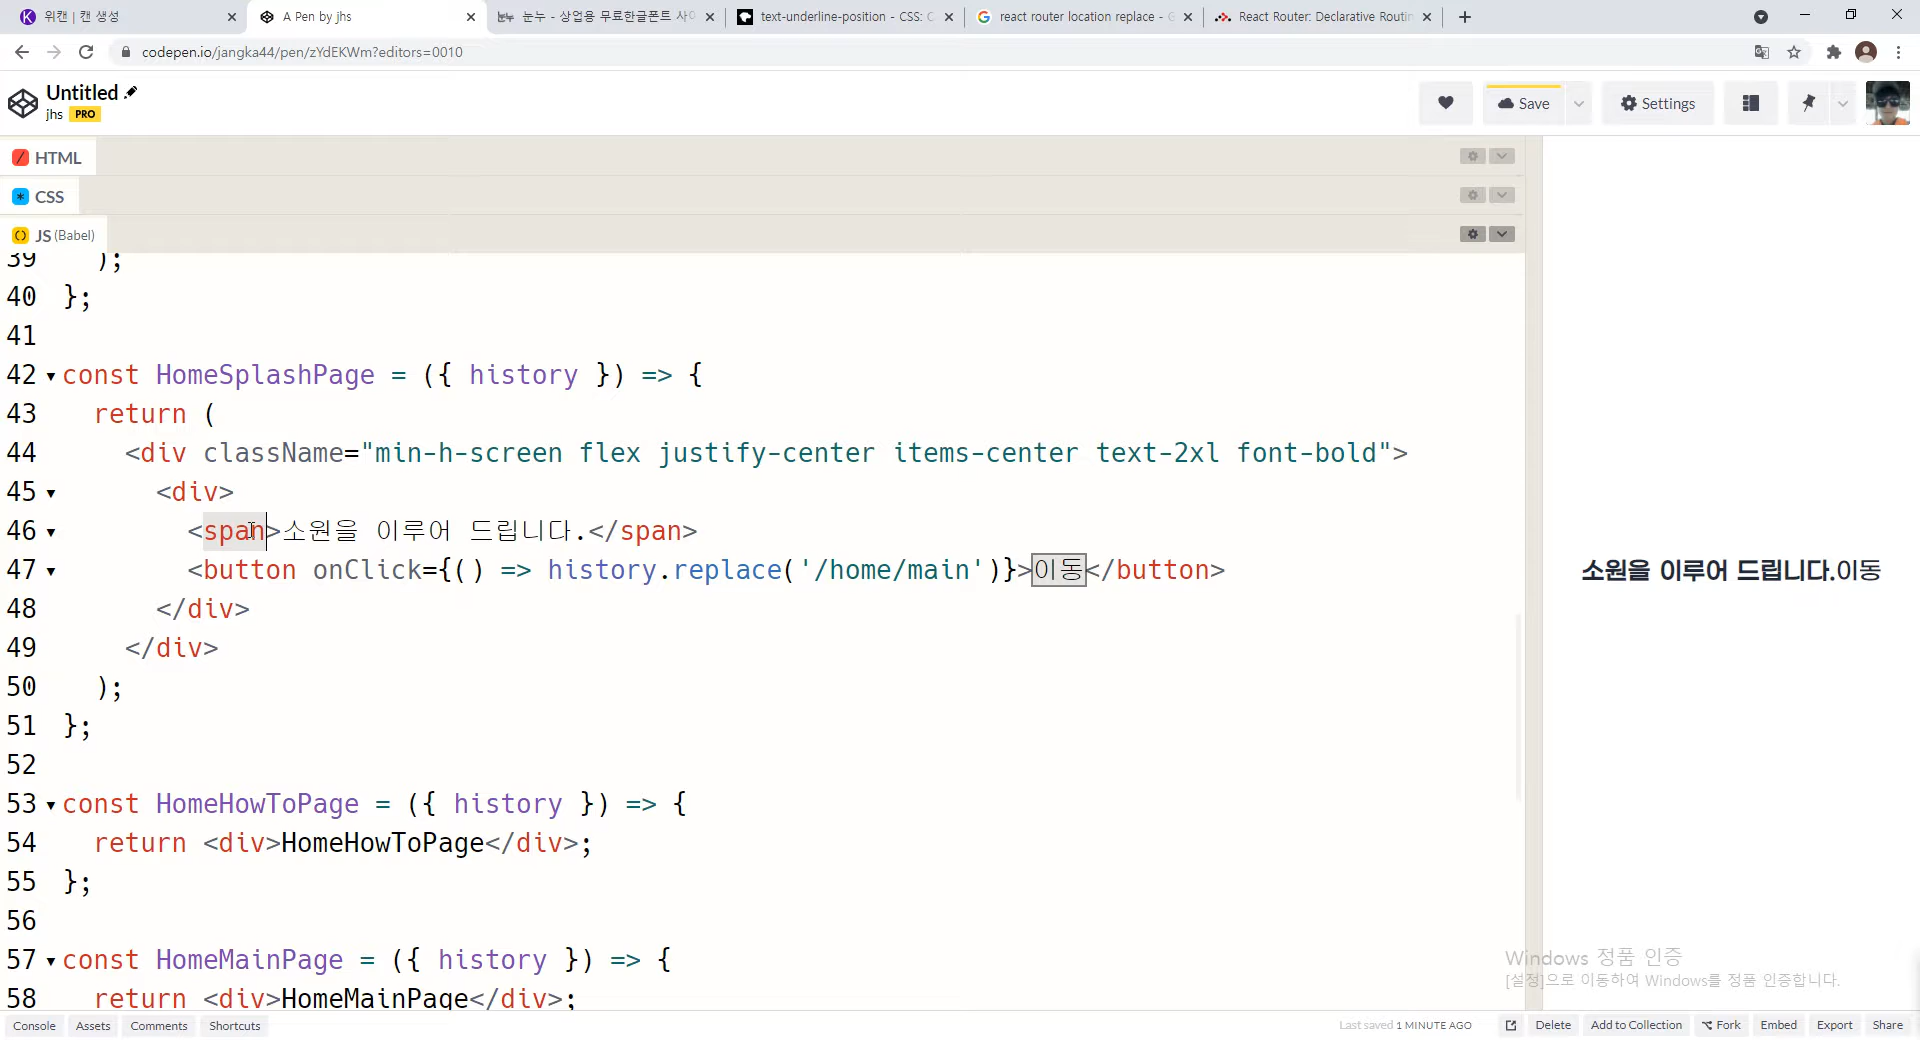 위캔 | 캔 생성
A Pen by jhs
눈누 - 상업용 무료한글폰트 사이
text-underline-position - CSS: C
react router location replace - G
React Router: Declarative Routin
codepen.io/jangka44/pen/zYdEKWm?editors=0010
Untitled
jhs PRO
Save
Settings
HTML
CSS
JS (Babel)
39 );
40 };
41
42 const HomeSplashPage = ({ history }) => {
43 return (
44 <div className="min-h-screen flex justify-center items-center text-2xl font-bold">
45 <div>
46 <span>소원을 이루어 드립니다.</span>
47 <button onClick={() => history.replace('/home/main')}>이동</button>
48 </div>
49 </div>
50 );
51 };
52
53 const HomeHowToPage = ({ history }) => {
54 return <div>HomeHowToPage</div>;
55 };
56
57 const HomeMainPage = ({ history }) => {
58 return <div>HomeMainPage</div>;
소원을 이루어 드립니다.이동
Windows 정품 인증
[설정]으로 이동하여 Windows를 정품 인증합니다.
Console
Assets
Comments
Shortcuts
Last saved 1 MINUTE AGO
Delete
Add to Collection
Fork
Embed
Export
Share